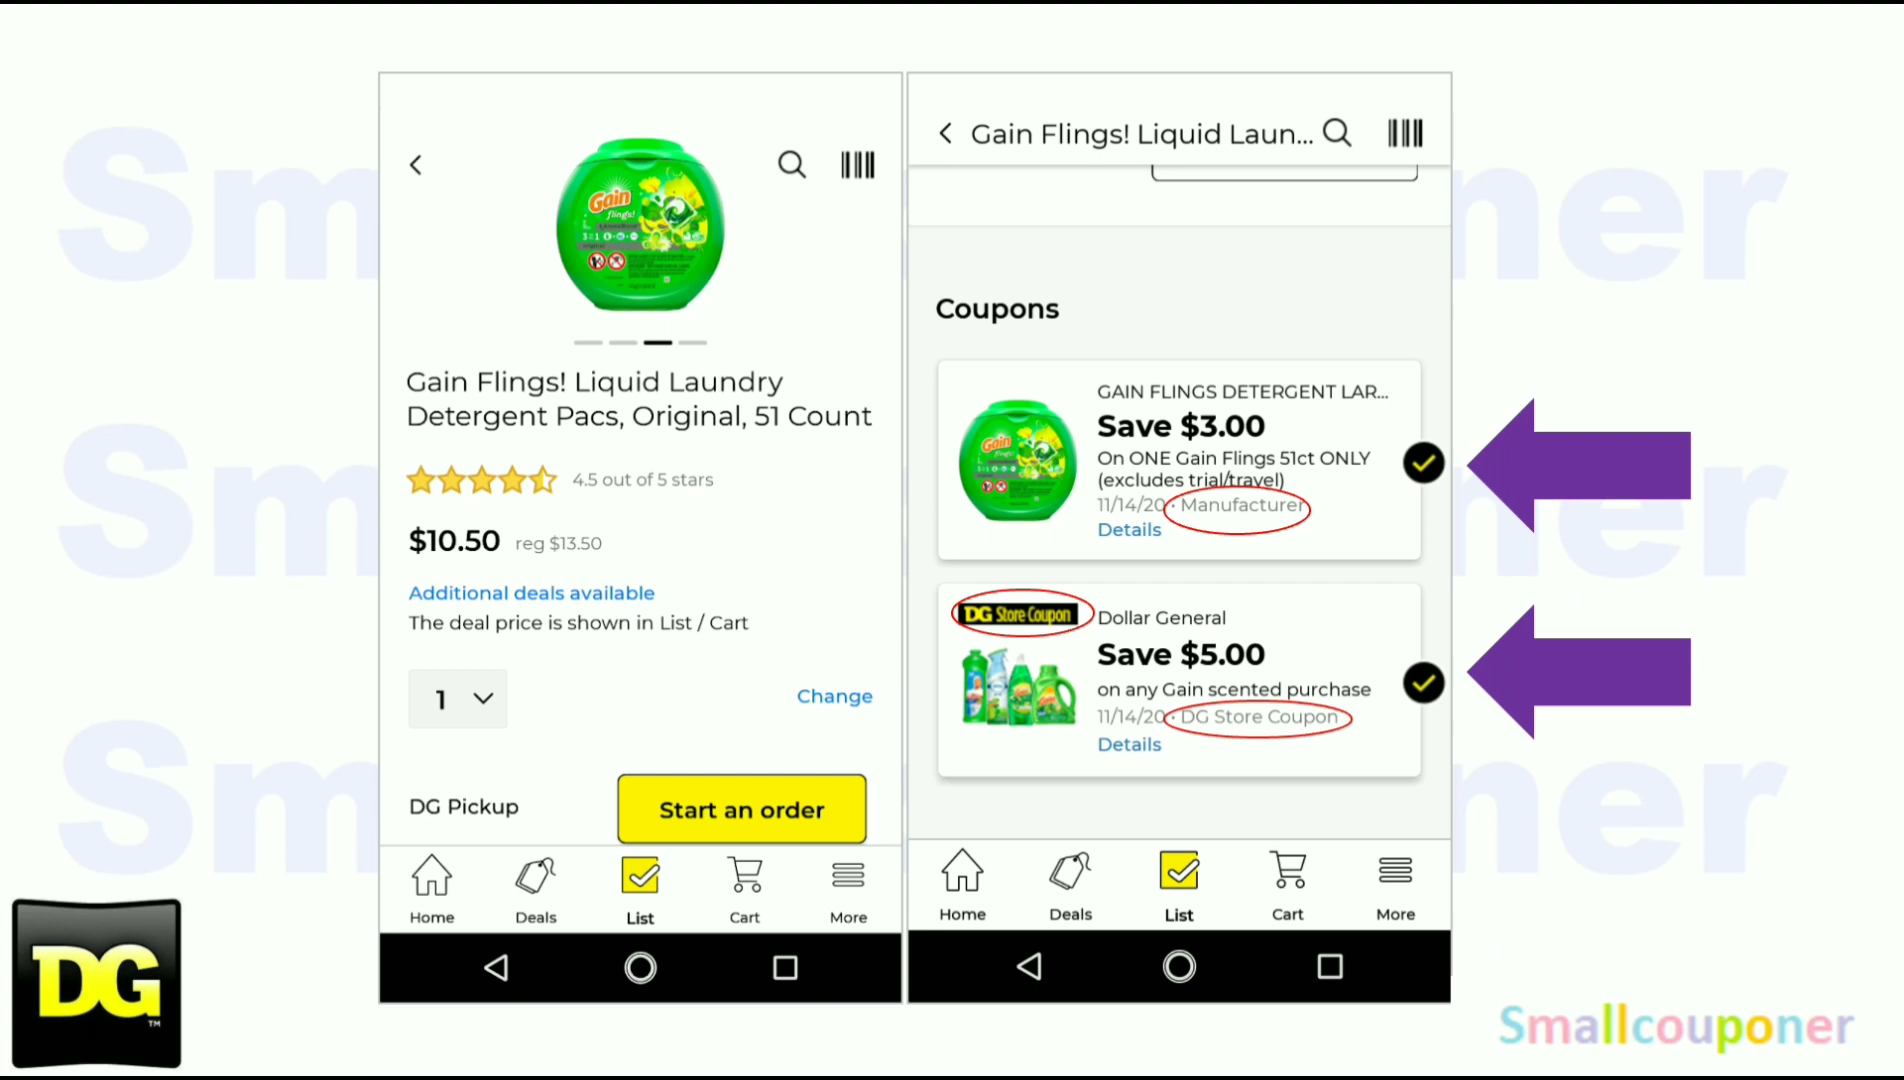 Gain
flings!
Gain Flings! Liquid Laundry
Detergent Pacs, Original, 51 Count
4.5 out of 5 stars
$10.50 reg $13.50
Additional deals available
The deal price is shown in List / Cart
1
Change
DG Pickup
Start an order
Home Deals List Cart More
Gain Flings! Liquid Laun...
Coupons
Gain
flings!
GAIN FLINGS DETERGENT LAR...
Save $3.00
On ONE Gain Flings 51ct ONLY
(excludes trial/travel)
11/14/20 · Manufacturer
Details
DG Store Coupon
Dollar General
Save $5.00
on any Gain scented purchase
11/14/20 · DG Store Coupon
Details
Home Deals List Cart More
DG
TM
Smallcouponer